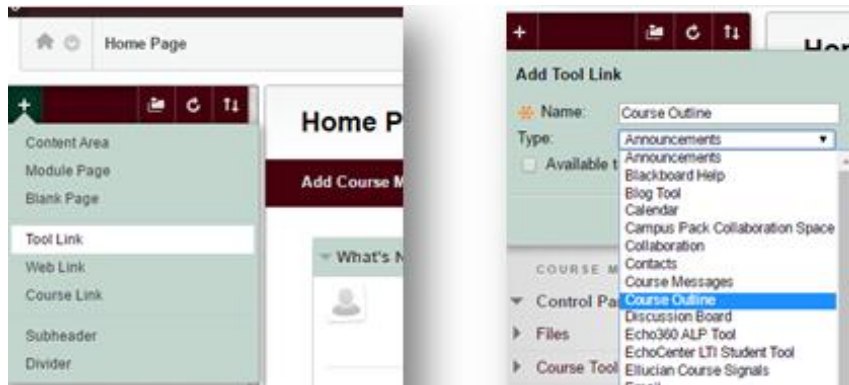 Home Page
Content Area
Module Page
Blank Page
Tool Link
Web Link
Course Link
Subheader
Divider
Home P
Add Course M
What's N
Hor
Add Tool Link
Name: Course Outline
Type: Announcements
Available t
Announcements
Blackboard Help
Blog Tool
Calendar
Campus Pack Collaboration Space
Collaboration
Contacts
Course Messages
Course Outline
Discussion Board
Echo360 ALP Tool
EchoCenter LTI Student Tool
Ellucian Course Signals
COURSE M
Control Pa
Files
Course Tool